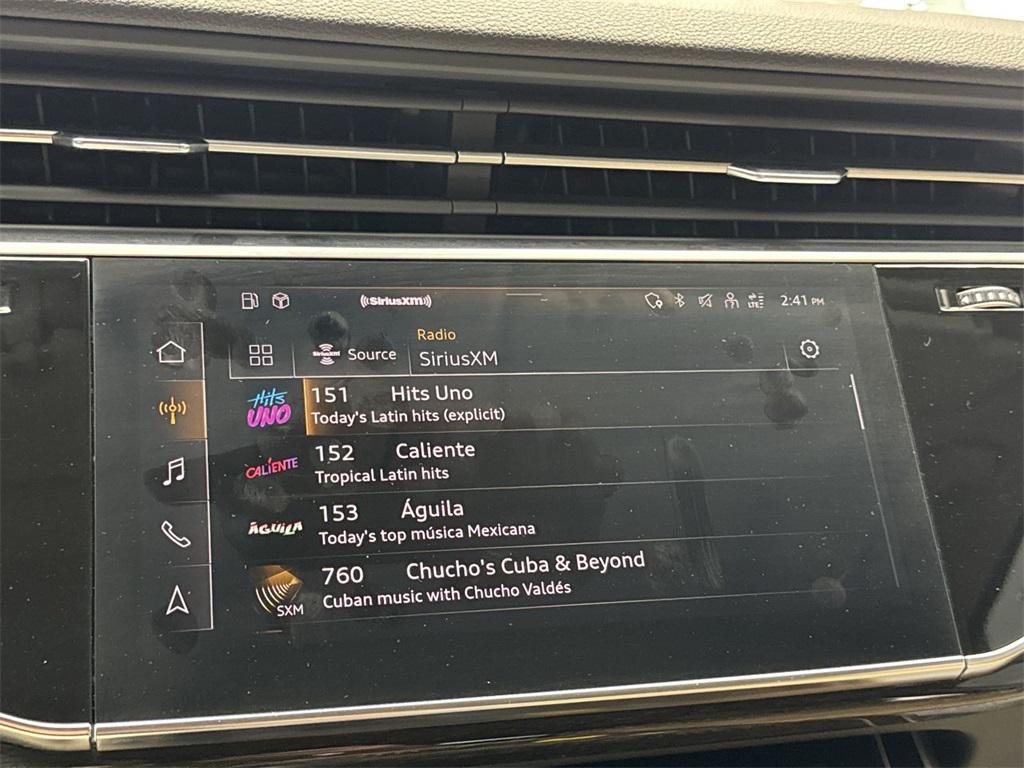 ((SiriusXM))
LTE
2:41 PM
Radio
SiriusXM
Source
SiriusXM
Hits
UNO
151 Hits Uno
Today's Latin hits (explicit)
CALIENTE
152 Caliente
Tropical Latin hits
ÁGUILA
153 Águila
Today's top música Mexicana
SXM
760 Chucho's Cuba & Beyond
Cuban music with Chucho Valdés